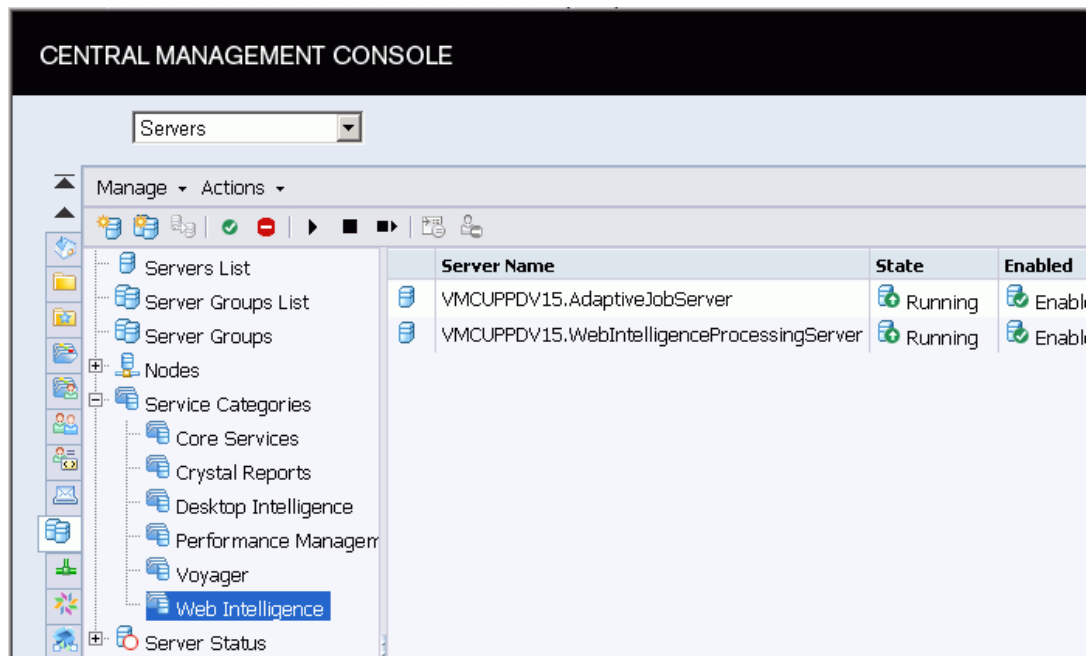 CENTRAL MANAGEMENT CONSOLE
Servers
Manage Actions
Servers List
Server Groups List
Server Groups
Nodes
Service Categories
Core Services
Crystal Reports
Desktop Intelligence
Performance Managem
Voyager
Web Intelligence
Server Status
Server Name State Enabled
VMCUPPDV15.AdaptiveJobServer Running Enable
VMCUPPDV15.WebIntelligenceProcessingServer Running Enable